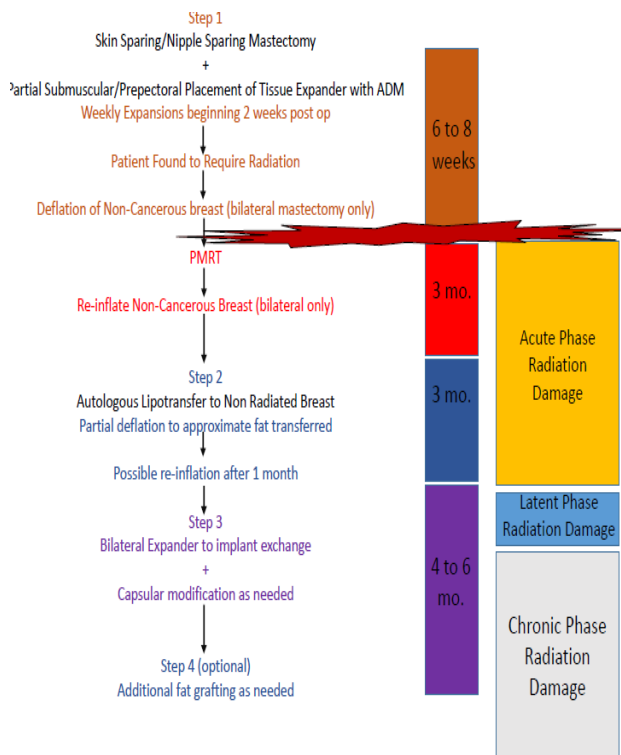 Step 1
Skin Sparing/Nipple Sparing Mastectomy
+
Partial Submuscular/Prepectoral Placement of Tissue Expander with ADM
Weekly Expansions beginning 2 weeks post op
Patient Found to Require Radiation
Deflation of Non-Cancerous breast (bilateral mastectomy only)
PMRT
Re-inflate Non-Cancerous Breast (bilateral only)
Step 2
Autologous Lipotransfer to Non Radiated Breast
Partial deflation to approximate fat transferred
Possible re-inflation after 1 month
Step 3
Bilateral Expander to implant exchange
+
Capsular modification as needed
Step 4 (optional)
Additional fat grafting as needed
6 to 8
weeks
3 mo.
3 mo.
4 to 6
mo.
Acute Phase
Radiation
Damage
Latent Phase
Radiation Damage
Chronic Phase
Radiation
Damage